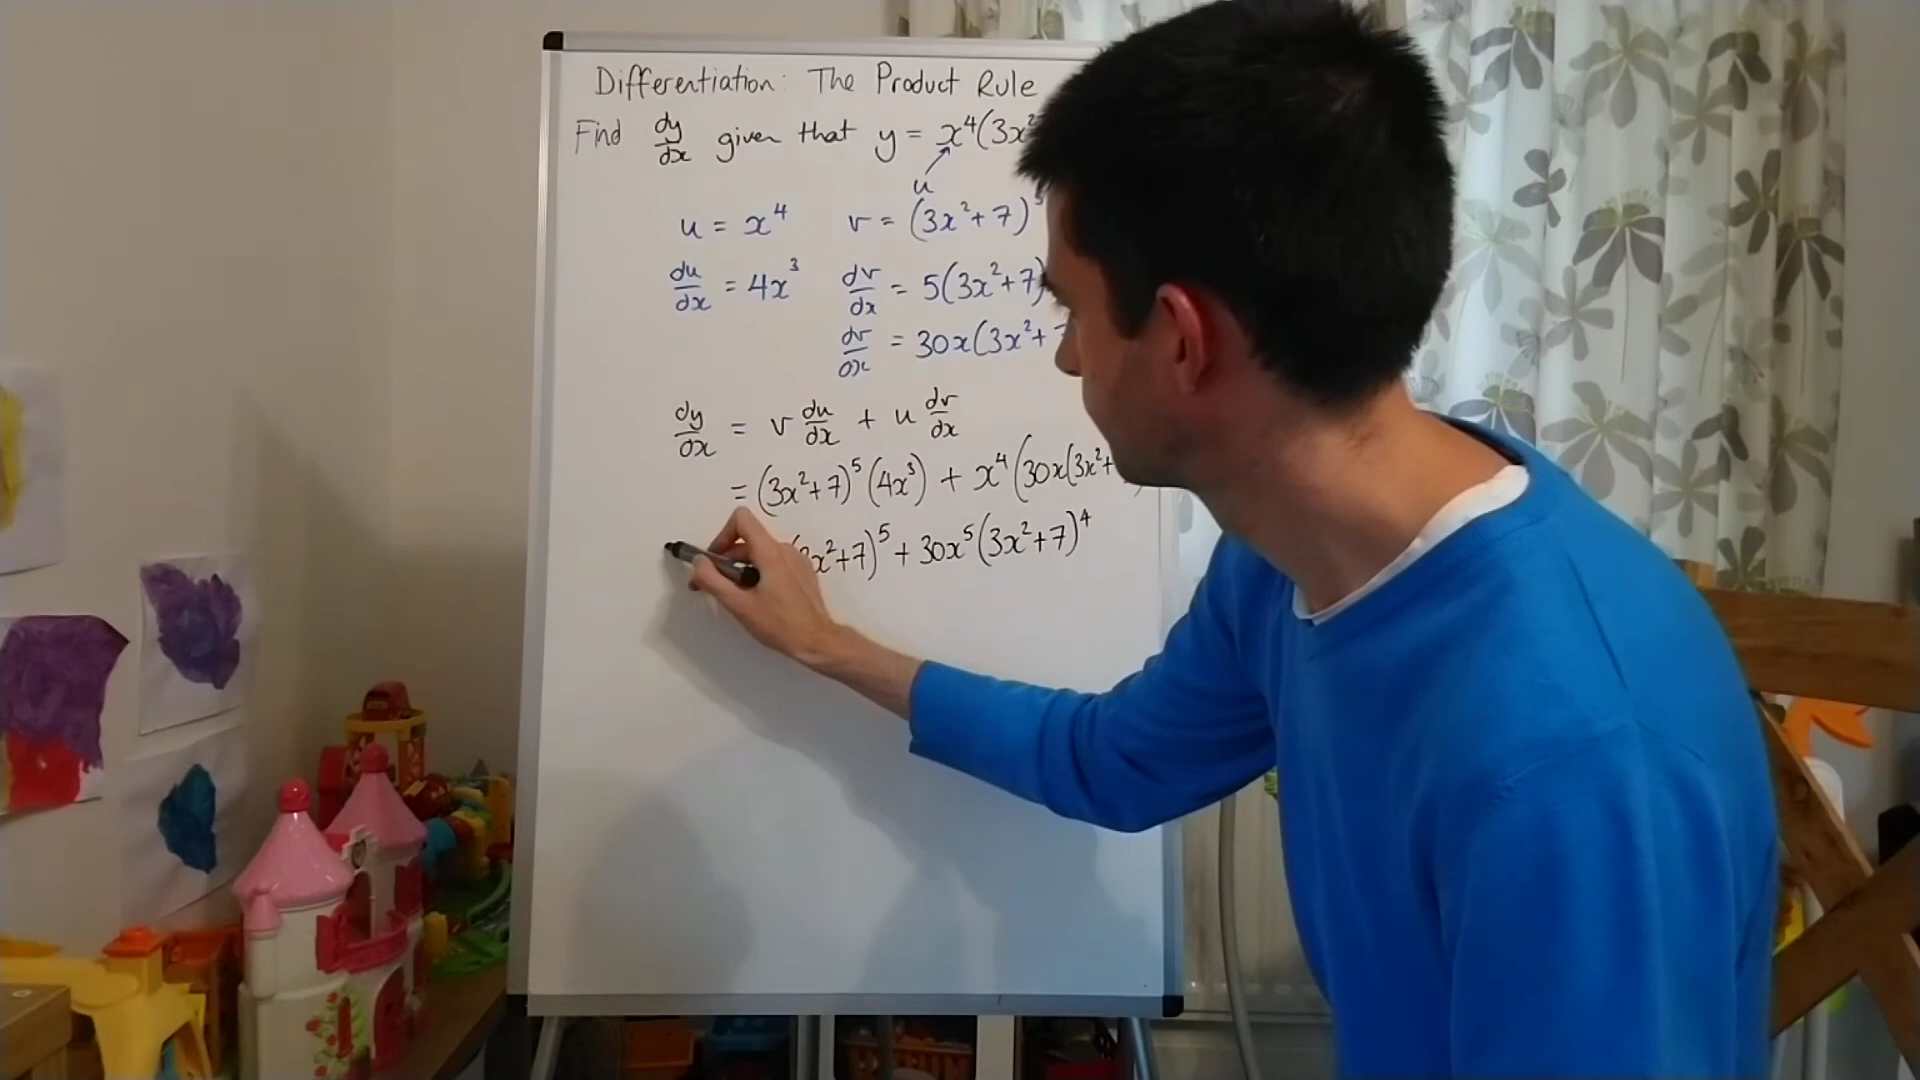 Differentiation: The Product Rule
Find dy/dx given that y = x⁴(3x²
u
u = x⁴ v = (3x²+7)⁵
du/dx = 4x³ dv/dx = 5(3x²+7)
dv/dx = 30x(3x²+7
dy/dx = v du/dx + u dv/dx
= (3x²+7)⁵(4x³) + x⁴(30x(3x²+
3x²+7)⁵ + 30x⁵(3x²+7)⁴